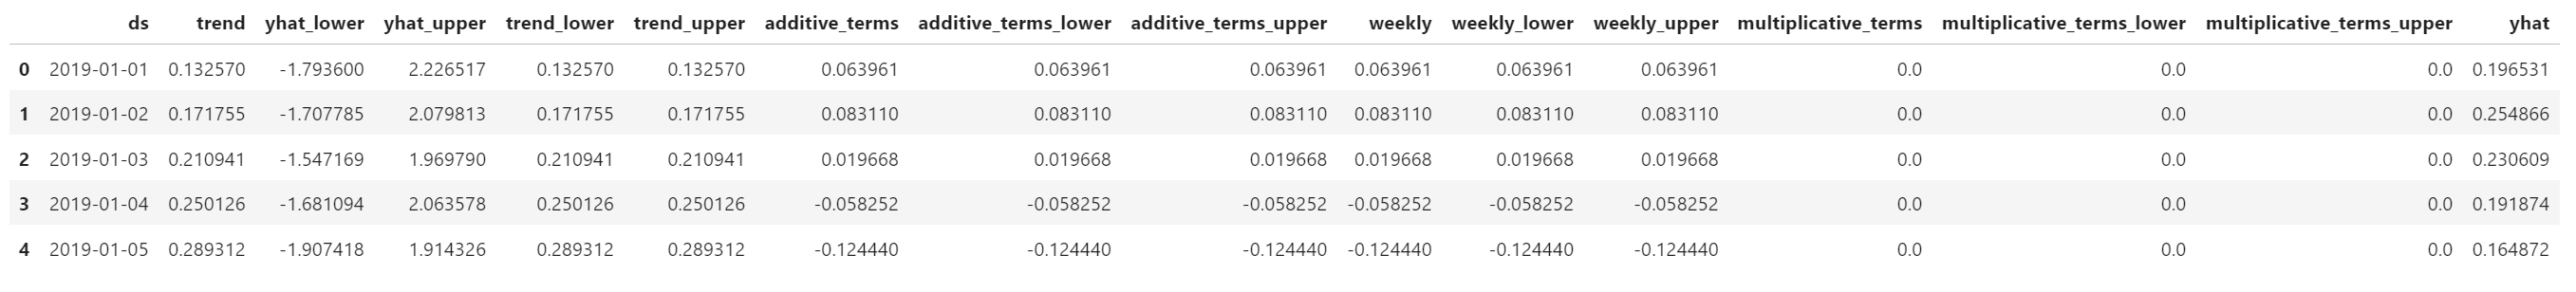 ds trend yhat_lower yhat_upper trend_lower trend_upper additive_terms additive_terms_lower additive_terms_upper weekly weekly_lower weekly_upper multiplicative_terms multiplicative_terms_lower multiplicative_terms_upper yhat
0 2019-01-01 0.132570 -1.793600 2.226517 0.132570 0.132570 0.063961 0.063961 0.063961 0.063961 0.063961 0.063961 0.0 0.0 0.0 0.196531
1 2019-01-02 0.171755 -1.707785 2.079813 0.171755 0.171755 0.083110 0.083110 0.083110 0.083110 0.083110 0.083110 0.0 0.0 0.0 0.254866
2 2019-01-03 0.210941 -1.547169 1.969790 0.210941 0.210941 0.019668 0.019668 0.019668 0.019668 0.019668 0.019668 0.0 0.0 0.0 0.230609
3 2019-01-04 0.250126 -1.681094 2.063578 0.250126 0.250126 -0.058252 -0.058252 -0.058252 -0.058252 -0.058252 -0.058252 0.0 0.0 0.0 0.191874
4 2019-01-05 0.289312 -1.907418 1.914326 0.289312 0.289312 -0.124440 -0.124440 -0.124440 -0.124440 -0.124440 -0.124440 0.0 0.0 0.0 0.164872